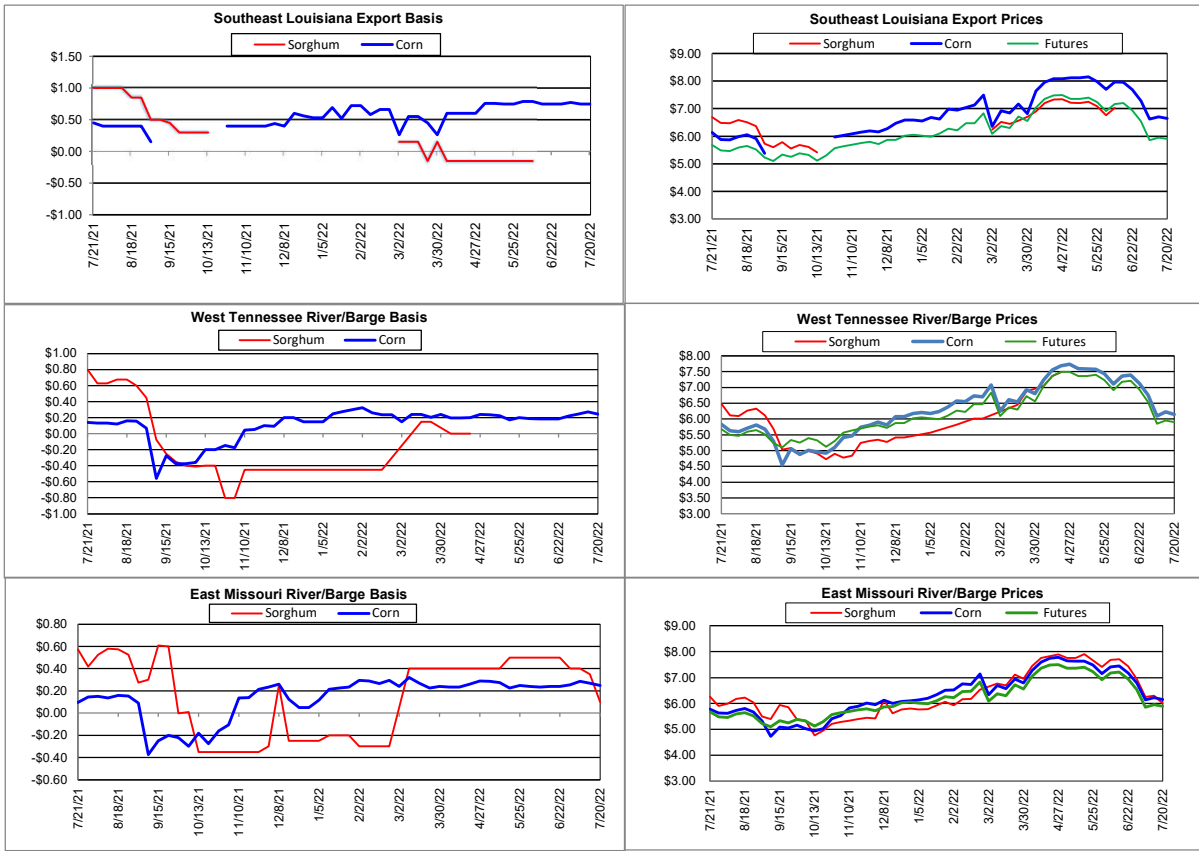 Southeast Louisiana Export Basis
Sorghum Corn
$1.50
$1.00
$0.50
$0.00
-$0.50
-$1.00
7/21/21 8/18/21 9/15/21 10/13/21 11/10/21 12/8/21 1/5/22 2/2/22 3/2/22 3/30/22 4/27/22 5/25/22 6/22/22 7/20/22
Southeast Louisiana Export Prices
Sorghum Corn Futures
$9.00
$8.00
$7.00
$6.00
$5.00
$4.00
$3.00
7/21/21 8/18/21 9/15/21 10/13/21 11/10/21 12/8/21 1/5/22 2/2/22 3/2/22 3/30/22 4/27/22 5/25/22 6/22/22 7/20/22
West Tennessee River/Barge Basis
Sorghum Corn
$1.00
$0.80
$0.60
$0.40
$0.20
$0.00
-$0.20
-$0.40
-$0.60
-$0.80
-$1.00
7/21/21 8/18/21 9/15/21 10/13/21 11/10/21 12/8/21 1/5/22 2/2/22 3/2/22 3/30/22 4/27/22 5/25/22 6/22/22 7/20/22
West Tennessee River/Barge Prices
Sorghum Corn Futures
$8.00
$7.50
$7.00
$6.50
$6.00
$5.50
$5.00
$4.50
$4.00
$3.50
$3.00
7/21/21 8/18/21 9/15/21 10/13/21 11/10/21 12/8/21 1/5/22 2/2/22 3/2/22 3/30/22 4/27/22 5/25/22 6/22/22 7/20/22
East Missouri River/Barge Basis
Sorghum Corn
$0.80
$0.60
$0.40
$0.20
$0.00
-$0.20
-$0.40
-$0.60
7/21/21 8/18/21 9/15/21 10/13/21 11/10/21 12/8/21 1/5/22 2/2/22 3/2/22 3/30/22 4/27/22 5/25/22 6/22/22 7/20/22
East Missouri River/Barge Prices
Sorghum Corn Futures
$9.00
$8.00
$7.00
$6.00
$5.00
$4.00
$3.00
7/21/21 8/18/21 9/15/21 10/13/21 11/10/21 12/8/21 1/5/22 2/2/22 3/2/22 3/30/22 4/27/22 5/25/22 6/22/22 7/20/22